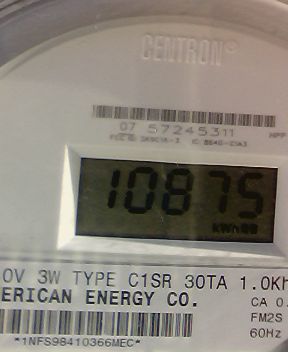 CENTRON®
07 57245311
10875
kWh
0V 3W TYPE C1SR 30TA 1.0Kh
ERICAN ENERGY CO.
CA 0.
FM2S
60Hz
*1NFS98410366MEC*